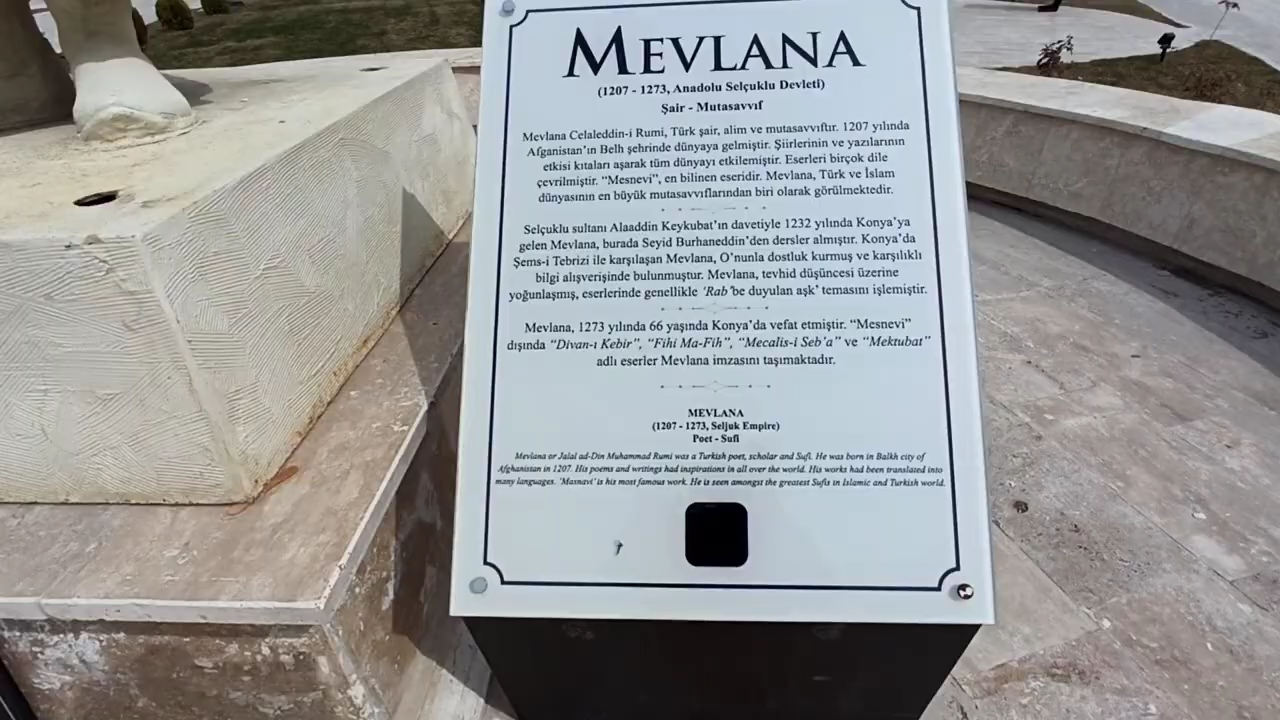 MEVLANA
(1207 - 1273, Anadolu Selçuklu Devleti)
Şair - Mutasavvıf
Mevlana Celaleddin-i Rumi, Türk şair, alim ve mutasavvıftır. 1207 yılında
Afganistan'ın Belh şehrinde dünyaya gelmiştir. Şiirlerinin ve yazılarının
etkisi kıtaları aşarak tüm dünyayı etkilemiştir. Eserleri birçok dile
çevrilmiştir. "Mesnevi", en bilinen eseridir. Mevlana, Türk ve İslam
dünyasının en büyük mutasavvıflarından biri olarak görülmektedir.
Selçuklu sultanı Alaaddin Keykubat'ın davetiyle 1232 yılında Konya'ya
gelen Mevlana, burada Seyid Burhaneddin'den dersler almıştır. Konya'da
Şems-i Tebrizi ile karşılaşan Mevlana, O'nunla dostluk kurmuş ve karşılıklı
bilgi alışverişinde bulunmuştur. Mevlana, tevhid düşüncesi üzerine
yoğunlaşmış, eserlerinde genellikle 'Rab'be duyulan aşk' temasını işlemiştir.
Mevlana, 1273 yılında 66 yaşında Konya'da vefat etmiştir. "Mesnevi"
dışında "Divan-ı Kebir", "Fihi Ma-Fih", "Mecalis-i Seb'a" ve "Mektubat"
adlı eserler Mevlana imzasını taşımaktadır.
MEVLANA
(1207 - 1273, Seljuk Empire)
Poet - Sufi
Mevlana or Jalal ad-Din Muhammad Rumi was a Turkish poet, scholar and Sufi. He was born in Balkh city of
Afghanistan in 1207. His poems and writings had inspirations in all over the world. His works had been translated into
many languages. 'Masnavi' is his most famous work. He is seen amongst the greatest Sufis in Islamic and Turkish world.